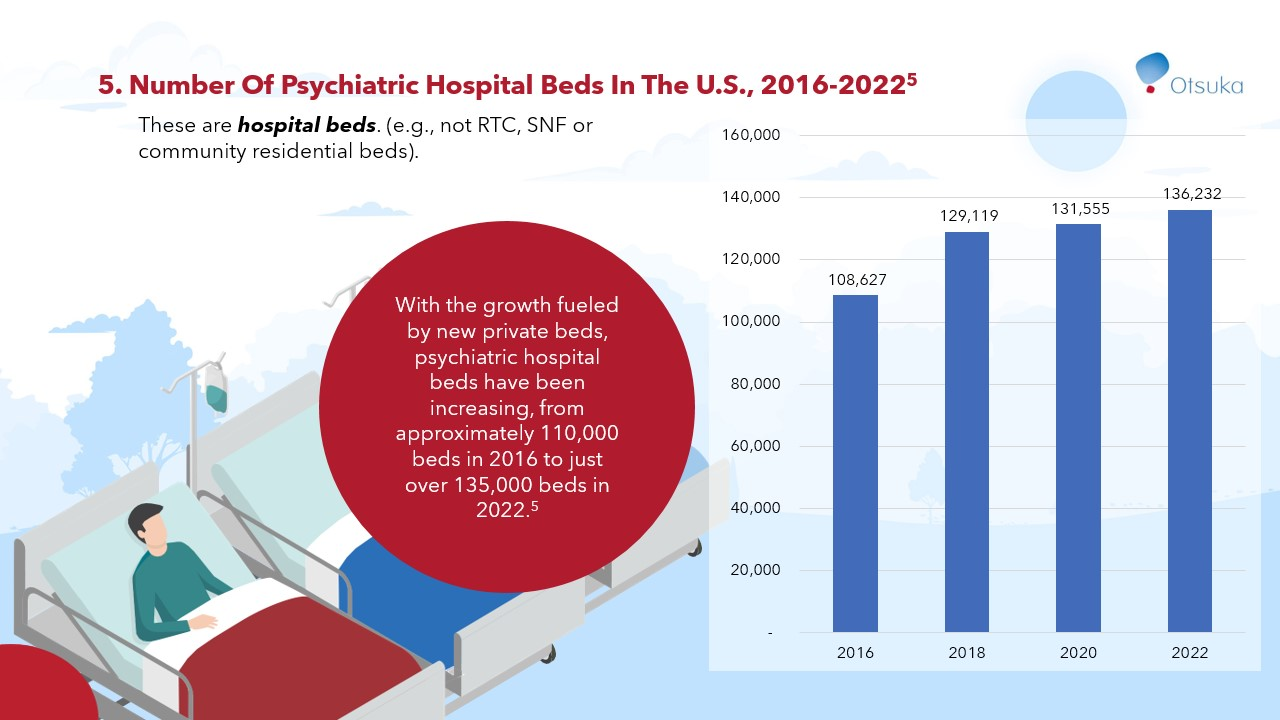 5. Number Of Psychiatric Hospital Beds In The U.S., 2016-2022⁵
Otsuka
These are hospital beds. (e.g., not RTC, SNF or
community residential beds).
With the growth fueled
by new private beds,
psychiatric hospital
beds have been
increasing, from
approximately 110,000
beds in 2016 to just
over 135,000 beds in
2022.⁵
160,000
140,000
120,000
100,000
80,000
60,000
40,000
20,000
-
108,627
129,119
131,555
136,232
2016
2018
2020
2022